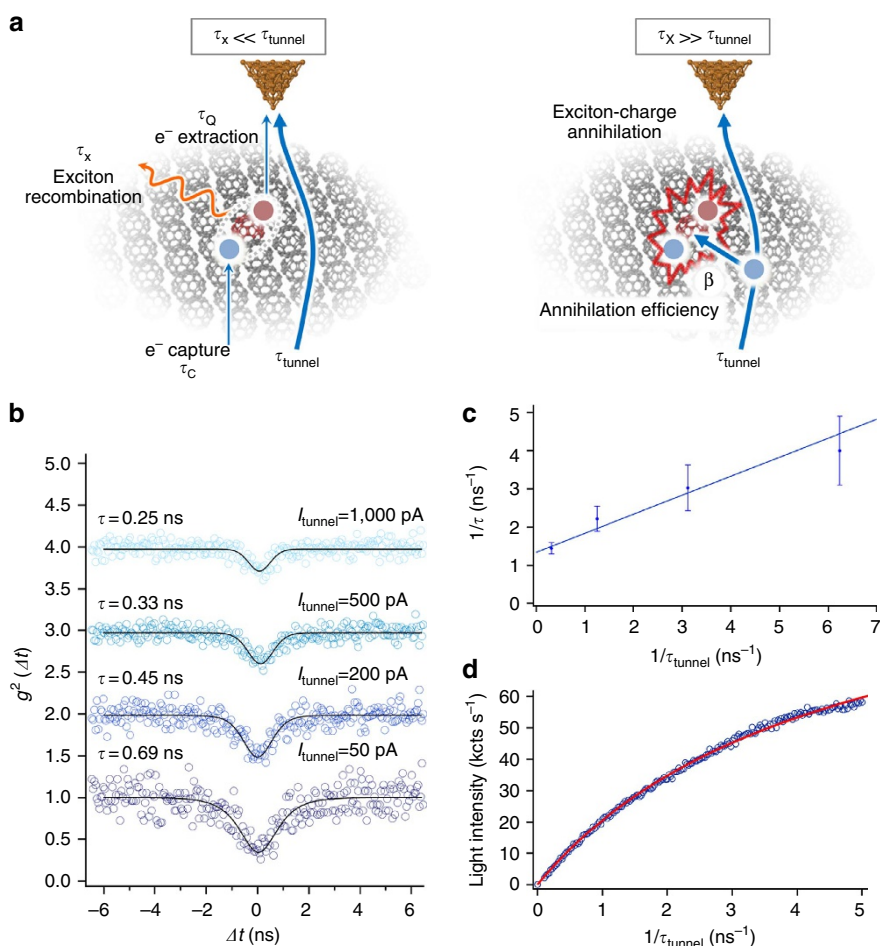 a
τx << τtunnel
τQ
e– extraction
τx
Exciton
recombination
e– capture
τC
τtunnel
τX >> τtunnel
Exciton-charge
annihilation
β
Annihilation efficiency
τtunnel
b
g2 (Δt)
5.0
4.5
4.0
3.5
3.0
2.5
2.0
1.5
1.0
0.5
0
τ = 0.25 ns
Itunnel=1,000 pA
τ = 0.33 ns
Itunnel=500 pA
τ = 0.45 ns
Itunnel=200 pA
τ = 0.69 ns
Itunnel=50 pA
–6 –4 –2 0 2 4 6
Δt (ns)
c
1/τ (ns–1)
5
4
3
2
1
0
0 1 2 3 4 5 6 7
1/τtunnel (ns–1)
d
Light intensity (kcts s–1)
60
50
40
30
20
10
0
0 1 2 3 4 5
1/τtunnel (ns–1)